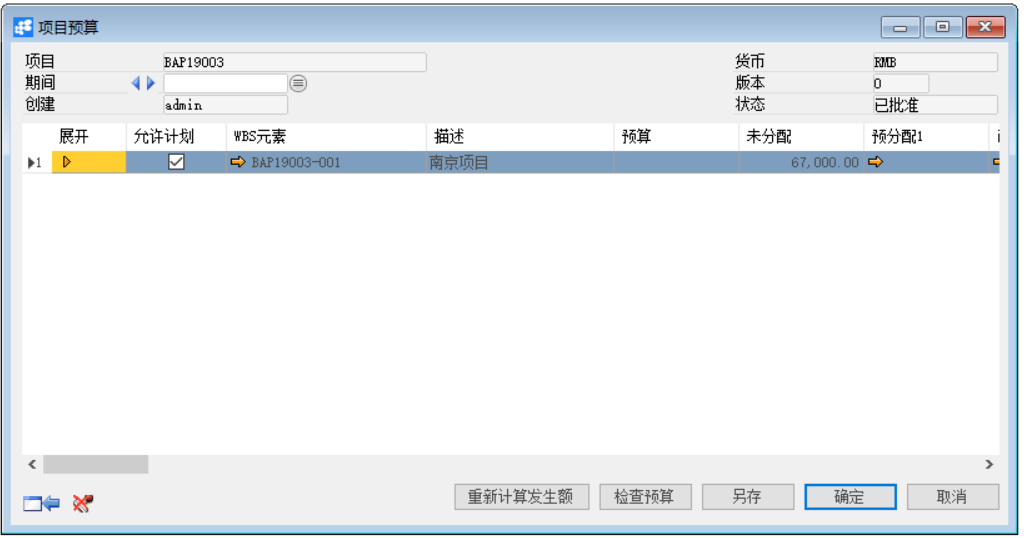 项目预算
项目 BAP19003 货币 RMB
期间 版本 0
创建 admin 状态 已批准
展开 允许计划 WBS元素 描述 预算 未分配 预分配1
1 BAP19003-001 南京项目 67,000.00
重新计算发生额 检查预算 另存 确定 取消